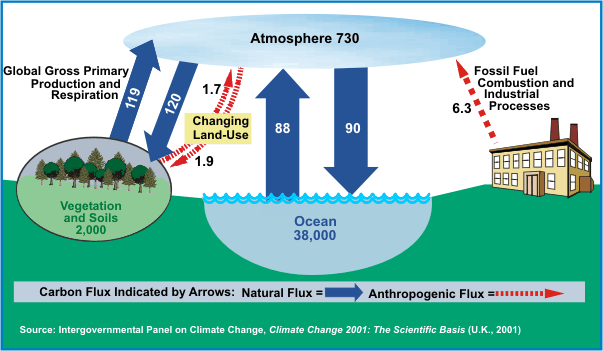 Atmosphere 730
Global Gross Primary
Production and
Respiration
119
120
1.7
Changing
Land-Use
1.9
88
90
Fossil Fuel
Combustion and
Industrial
Processes
6.3
Vegetation
and Soils
2,000
Ocean
38,000
Carbon Flux Indicated by Arrows: Natural Flux = Anthropogenic Flux =
Source: Intergovernmental Panel on Climate Change, Climate Change 2001: The Scientific Basis (U.K., 2001)